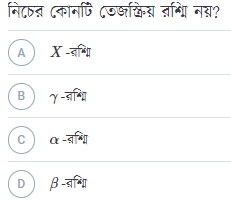 নিচের কোনটি তেজস্ক্রিয় রশ্মি নয়?
A X -রশ্মি
B γ -রশ্মি
C α -রশ্মি
D β -রশ্মি